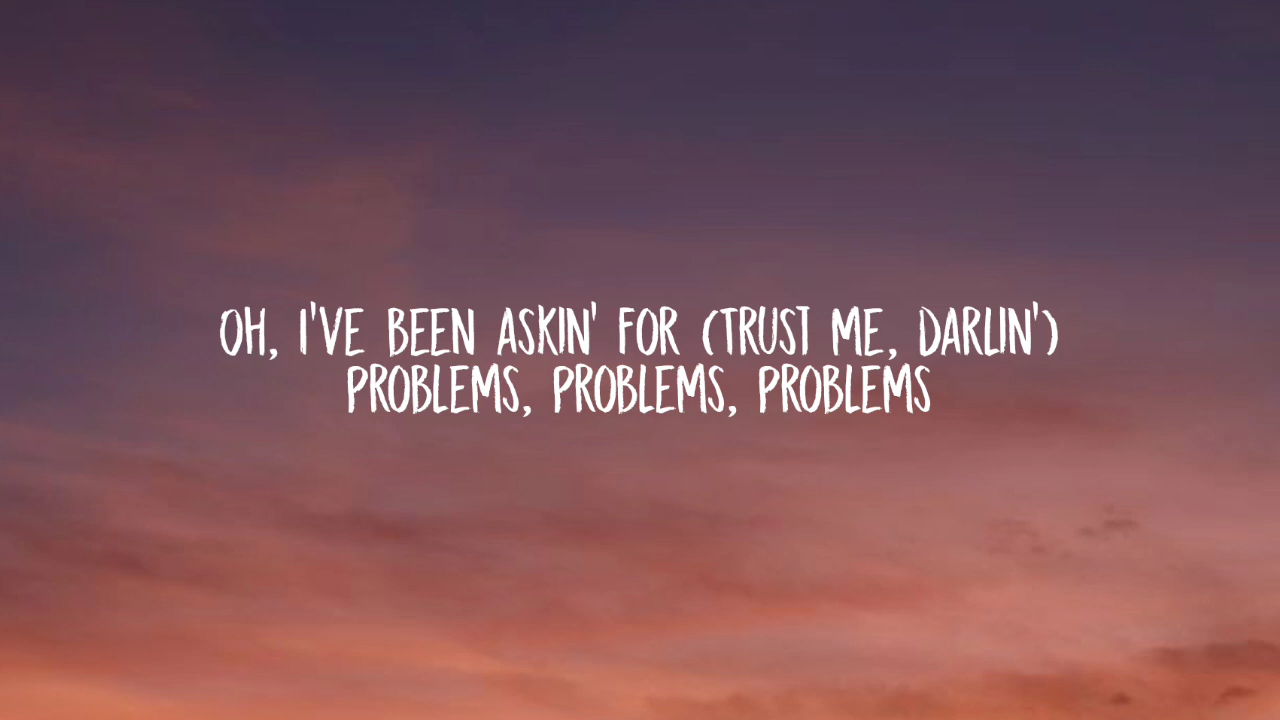 OH, I'VE BEEN ASKIN' FOR (TRUST ME, DARLIN')
PROBLEMS, PROBLEMS, PROBLEMS